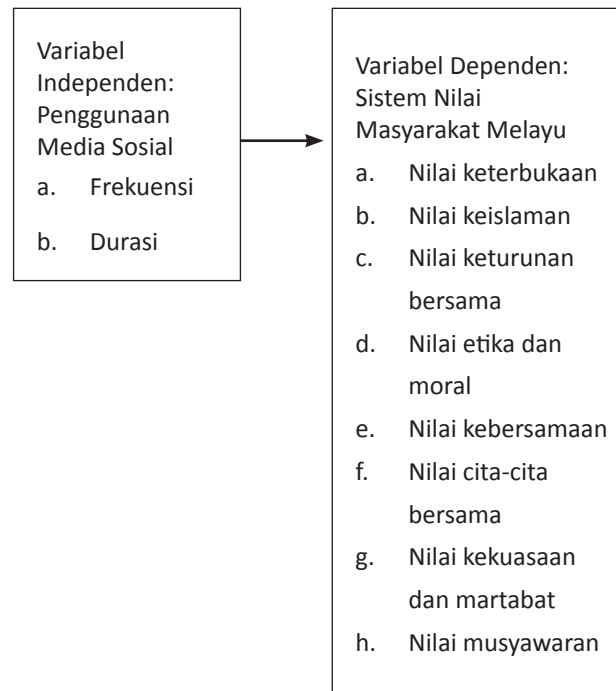 Variabel
Independen:
Penggunaan
Media Sosial
a. Frekuensi
b. Durasi
Variabel Dependen:
Sistem Nilai
Masyarakat Melayu
a. Nilai keterbukaan
b. Nilai keislaman
c. Nilai keturunan
bersama
d. Nilai etika dan
moral
e. Nilai kebersamaan
f. Nilai cita-cita
bersama
g. Nilai kekuasaan
dan martabat
h. Nilai musyawaran